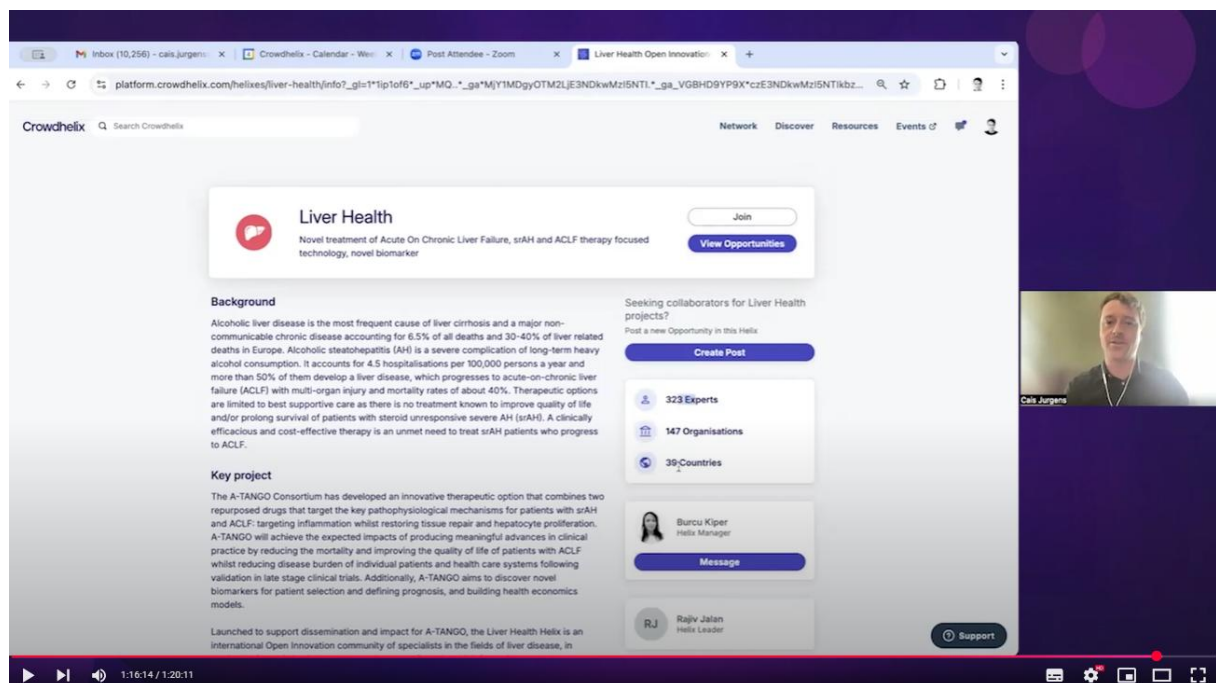 Inbox (10,256) - cais.jurgens
Crowdhelix - Calendar - Wee
Post Attendee - Zoom
Liver Health Open Innovation
Crowdhelix
Search Crowdhelix
Network
Discover
Resources
Events
Liver Health
Novel treatment of Acute On Chronic Liver Failure, srAH and ACLF therapy focused
technology, novel biomarker
Join
View Opportunities
Background
Alcoholic liver disease is the most frequent cause of liver cirrhosis and a major non-
communicable chronic disease accounting for 6.5% of all deaths and 30-40% of liver related
deaths in Europe. Alcoholic steatohepatitis (AH) is a severe complication of long-term heavy
alcohol consumption. It accounts for 4.5 hospitalisations per 100,000 persons a year and
more than 50% of them develop a liver disease, which progresses to acute-on-chronic liver
failure (ACLF) with multi-organ injury and mortality rates of about 40%. Therapeutic options
are limited to best supportive care as there is no treatment known to improve quality of life
and/or prolong survival of patients with steroid unresponsive severe AH (srAH). A clinically
efficacious and cost-effective therapy is an unmet need to treat srAH patients who progress
to ACLF.
Key project
The A-TANGO Consortium has developed an innovative therapeutic option that combines two
repurposed drugs that target the key pathophysiological mechanisms for patients with srAH
and ACLF: targeting inflammation whilst restoring tissue repair and hepatocyte proliferation.
A-TANGO will achieve the expected impacts of producing meaningful advances in clinical
practice by reducing the mortality and improving the quality of life of patients with ACLF
whilst reducing disease burden of individual patients and health care systems following
validation in late stage clinical trials. Additionally, A-TANGO aims to discover novel
biomarkers for patient selection and defining prognosis, and building health economics
models.
Launched to support dissemination and impact for A-TANGO, the Liver Health Helix is an
international Open Innovation community of specialists in the fields of liver disease, in
Seeking collaborators for Liver Health
projects?
Post a new Opportunity in this Helix
Create Post
323 Experts
147 Organisations
39 Countries
Burcu Kiper
Helix Manager
Message
RJ
Rajiv Jalan
Helix Leader
Support
Cais Jurgens
1:16:14 / 1:20:11